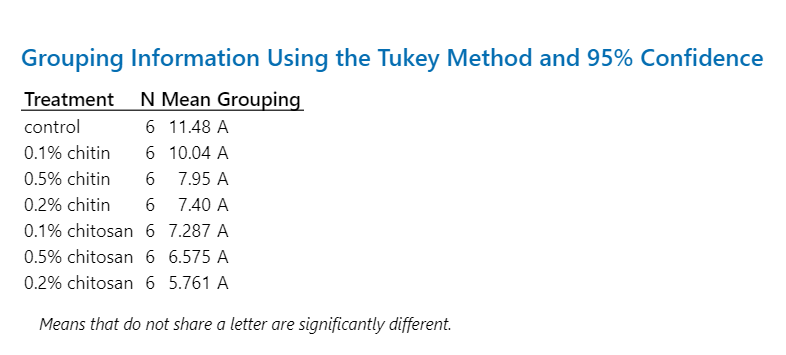 Grouping Information Using the Tukey Method and 95% Confidence
Treatment N Mean Grouping
control 6 11.48 A
0.1% chitin 6 10.04 A
0.5% chitin 6 7.95 A
0.2% chitin 6 7.40 A
0.1% chitosan 6 7.287 A
0.5% chitosan 6 6.575 A
0.2% chitosan 6 5.761 A
Means that do not share a letter are significantly different.